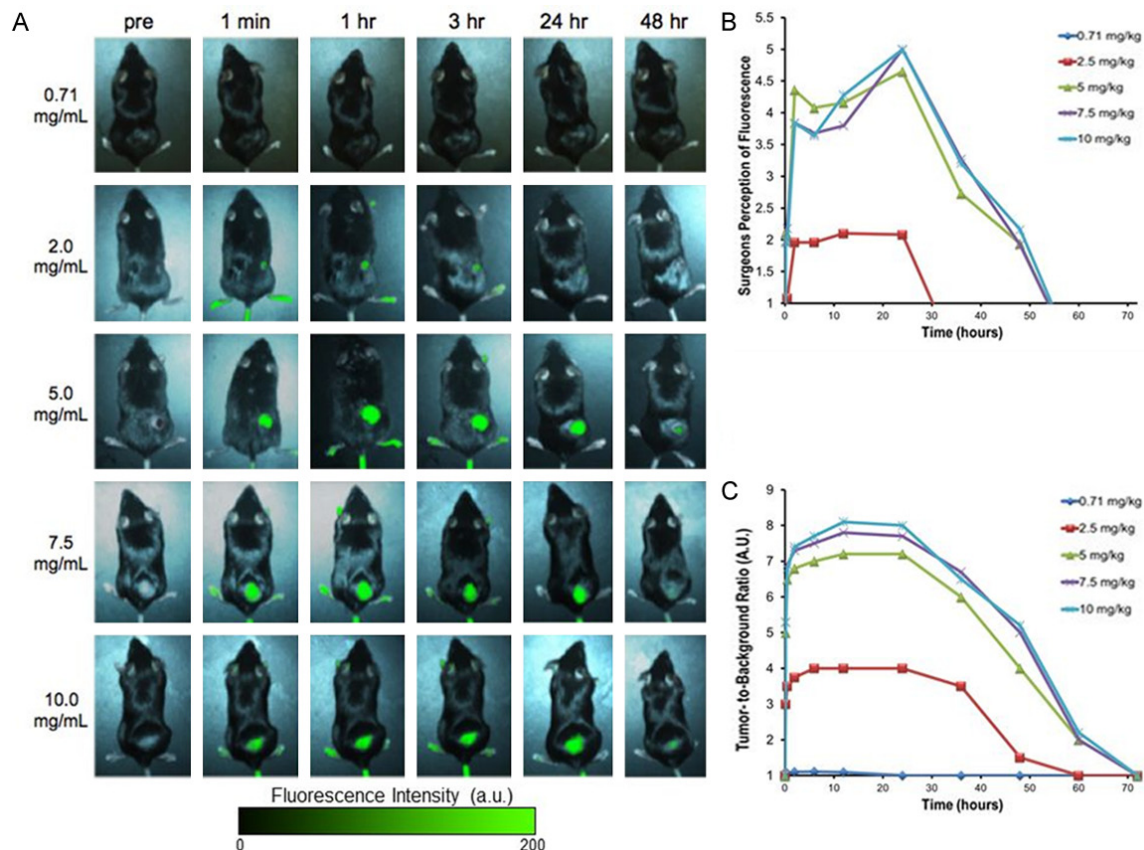 A
pre 1 min 1 hr 3 hr 24 hr 48 hr
0.71
mg/mL
2.0
mg/mL
5.0
mg/mL
7.5
mg/mL
10.0
mg/mL
Fluorescence Intensity (a.u.)
0 200
B
Surgeons Perception of Fluorescence
5.5
5
4.5
4
3.5
3
2.5
2
1.5
1
0 10 20 30 40 50 60 70
Time (hours)
0.71 mg/kg
2.5 mg/kg
5 mg/kg
7.5 mg/kg
10 mg/kg
C
Tumor- to-Background Ratio (A.U.)
9
8
7
6
5
4
3
2
1
0 10 20 30 40 50 60 70
Time (hours)
0.71 mg/kg
2.5 mg/kg
5 mg/kg
7.5 mg/kg
10 mg/kg